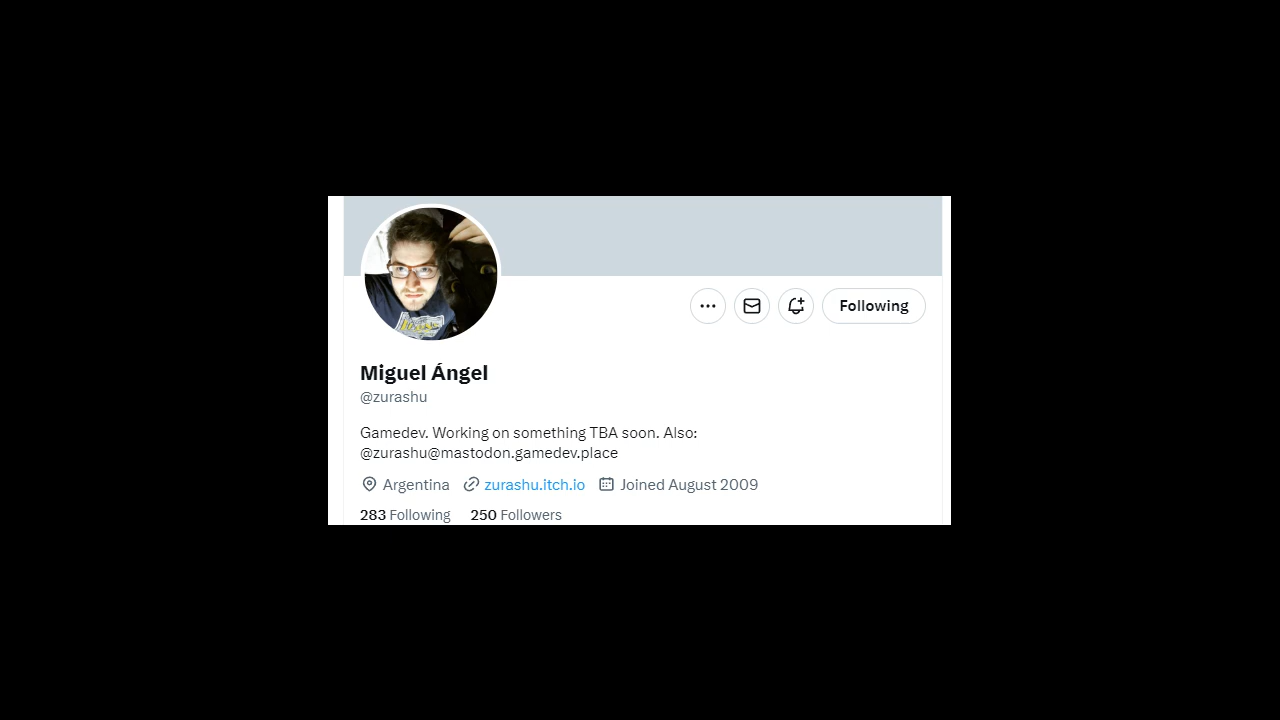 Following
Miguel Ángel
@zurashu
Gamedev. Working on something TBA soon. Also:
@zurashu@mastodon.gamedev.place
Argentina zurashu.itch.io Joined August 2009
283 Following 250 Followers